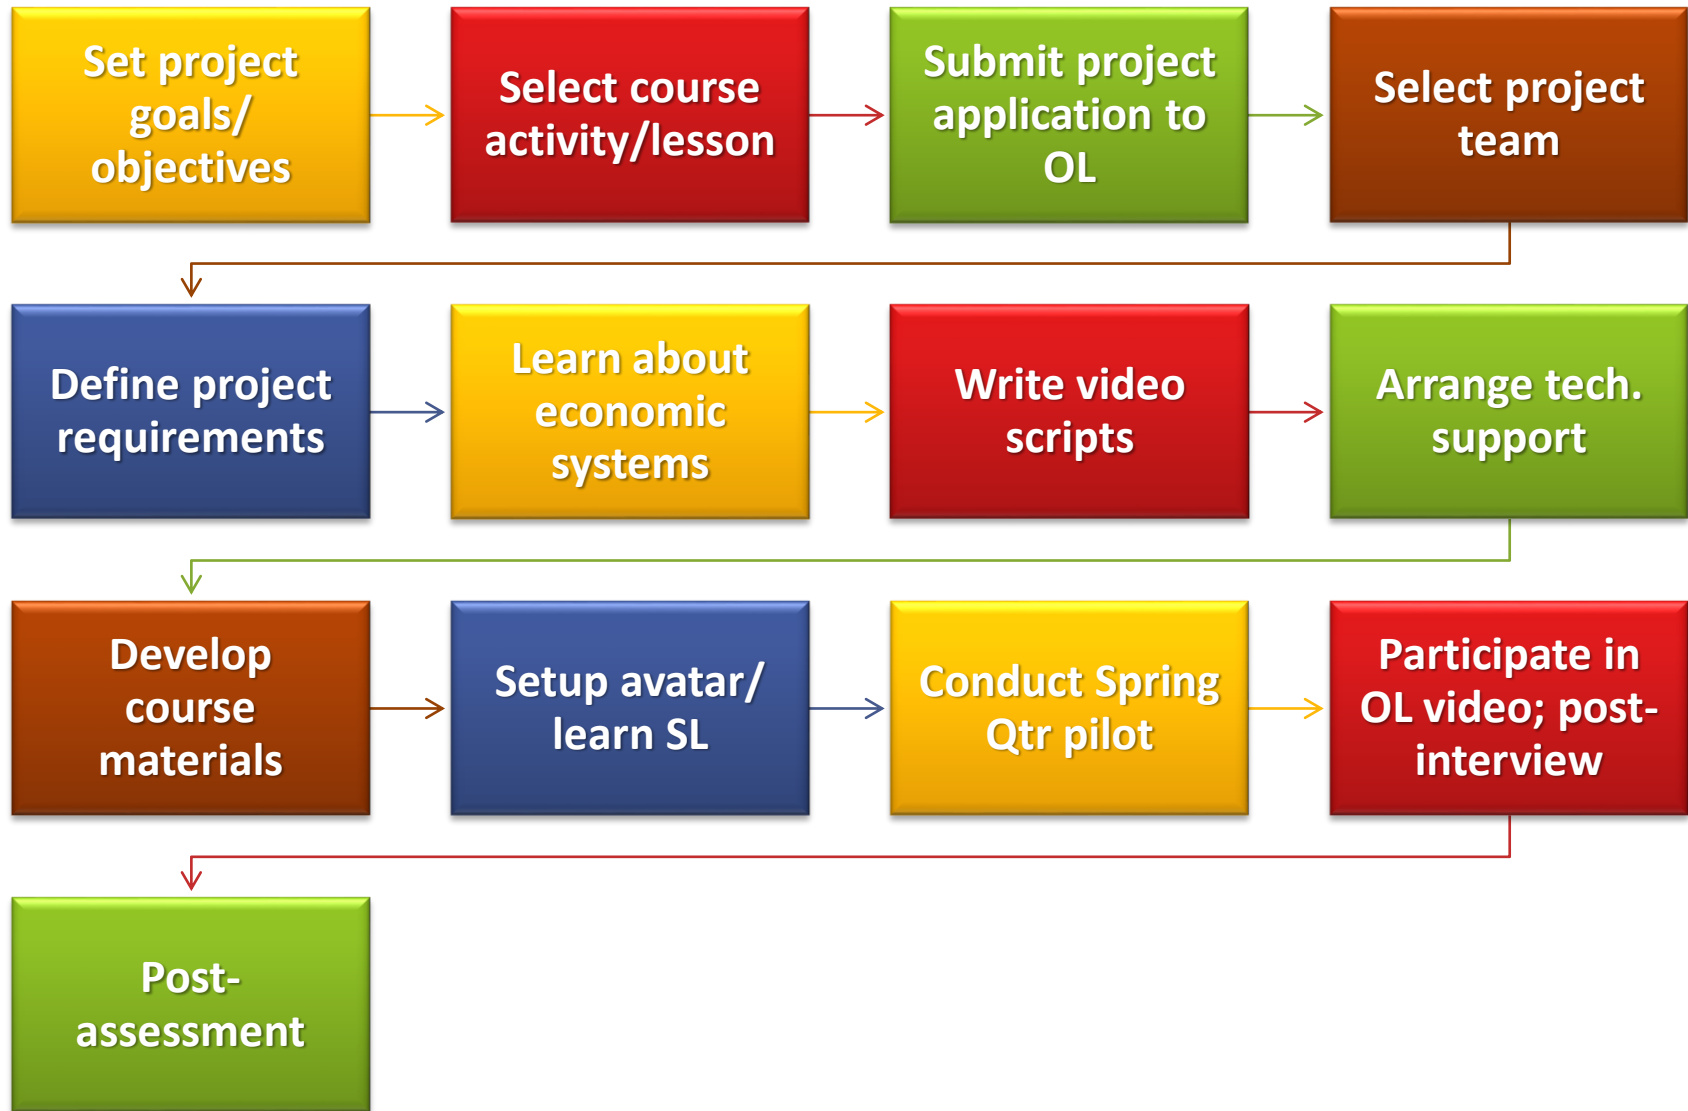 Set project
goals/
objectives
Select course
activity/lesson
Submit project
application to
OL
Select project
team
Define project
requirements
Learn about
economic
systems
Write video
scripts
Arrange tech.
support
Develop
course
materials
Setup avatar/
learn SL
Conduct Spring
Qtr pilot
Participate in
OL video; post-
interview
Post-
assessment